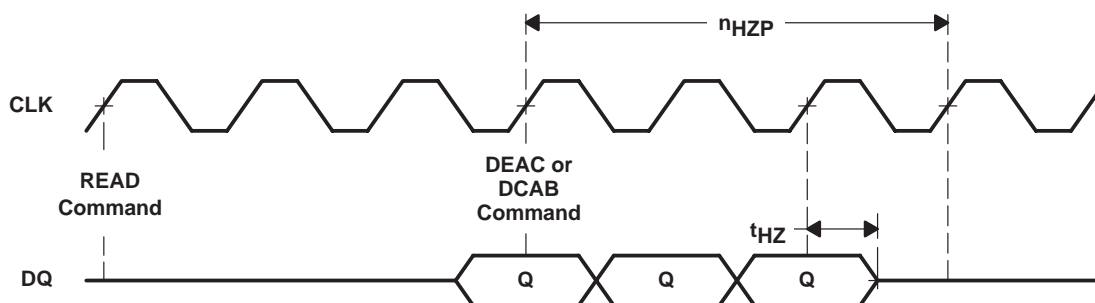 nHZP
CLK
READ
Command
DEAC or
DCAB
Command
tHZ
DQ
Q
Q
Q